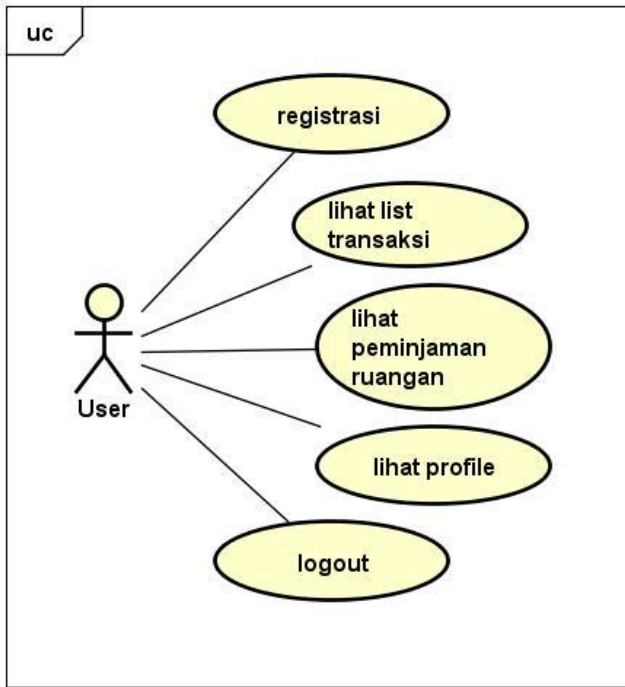 uc
registrasi
lihat list
transaksi
lihat
peminjaman
ruangan
User
lihat profile
logout